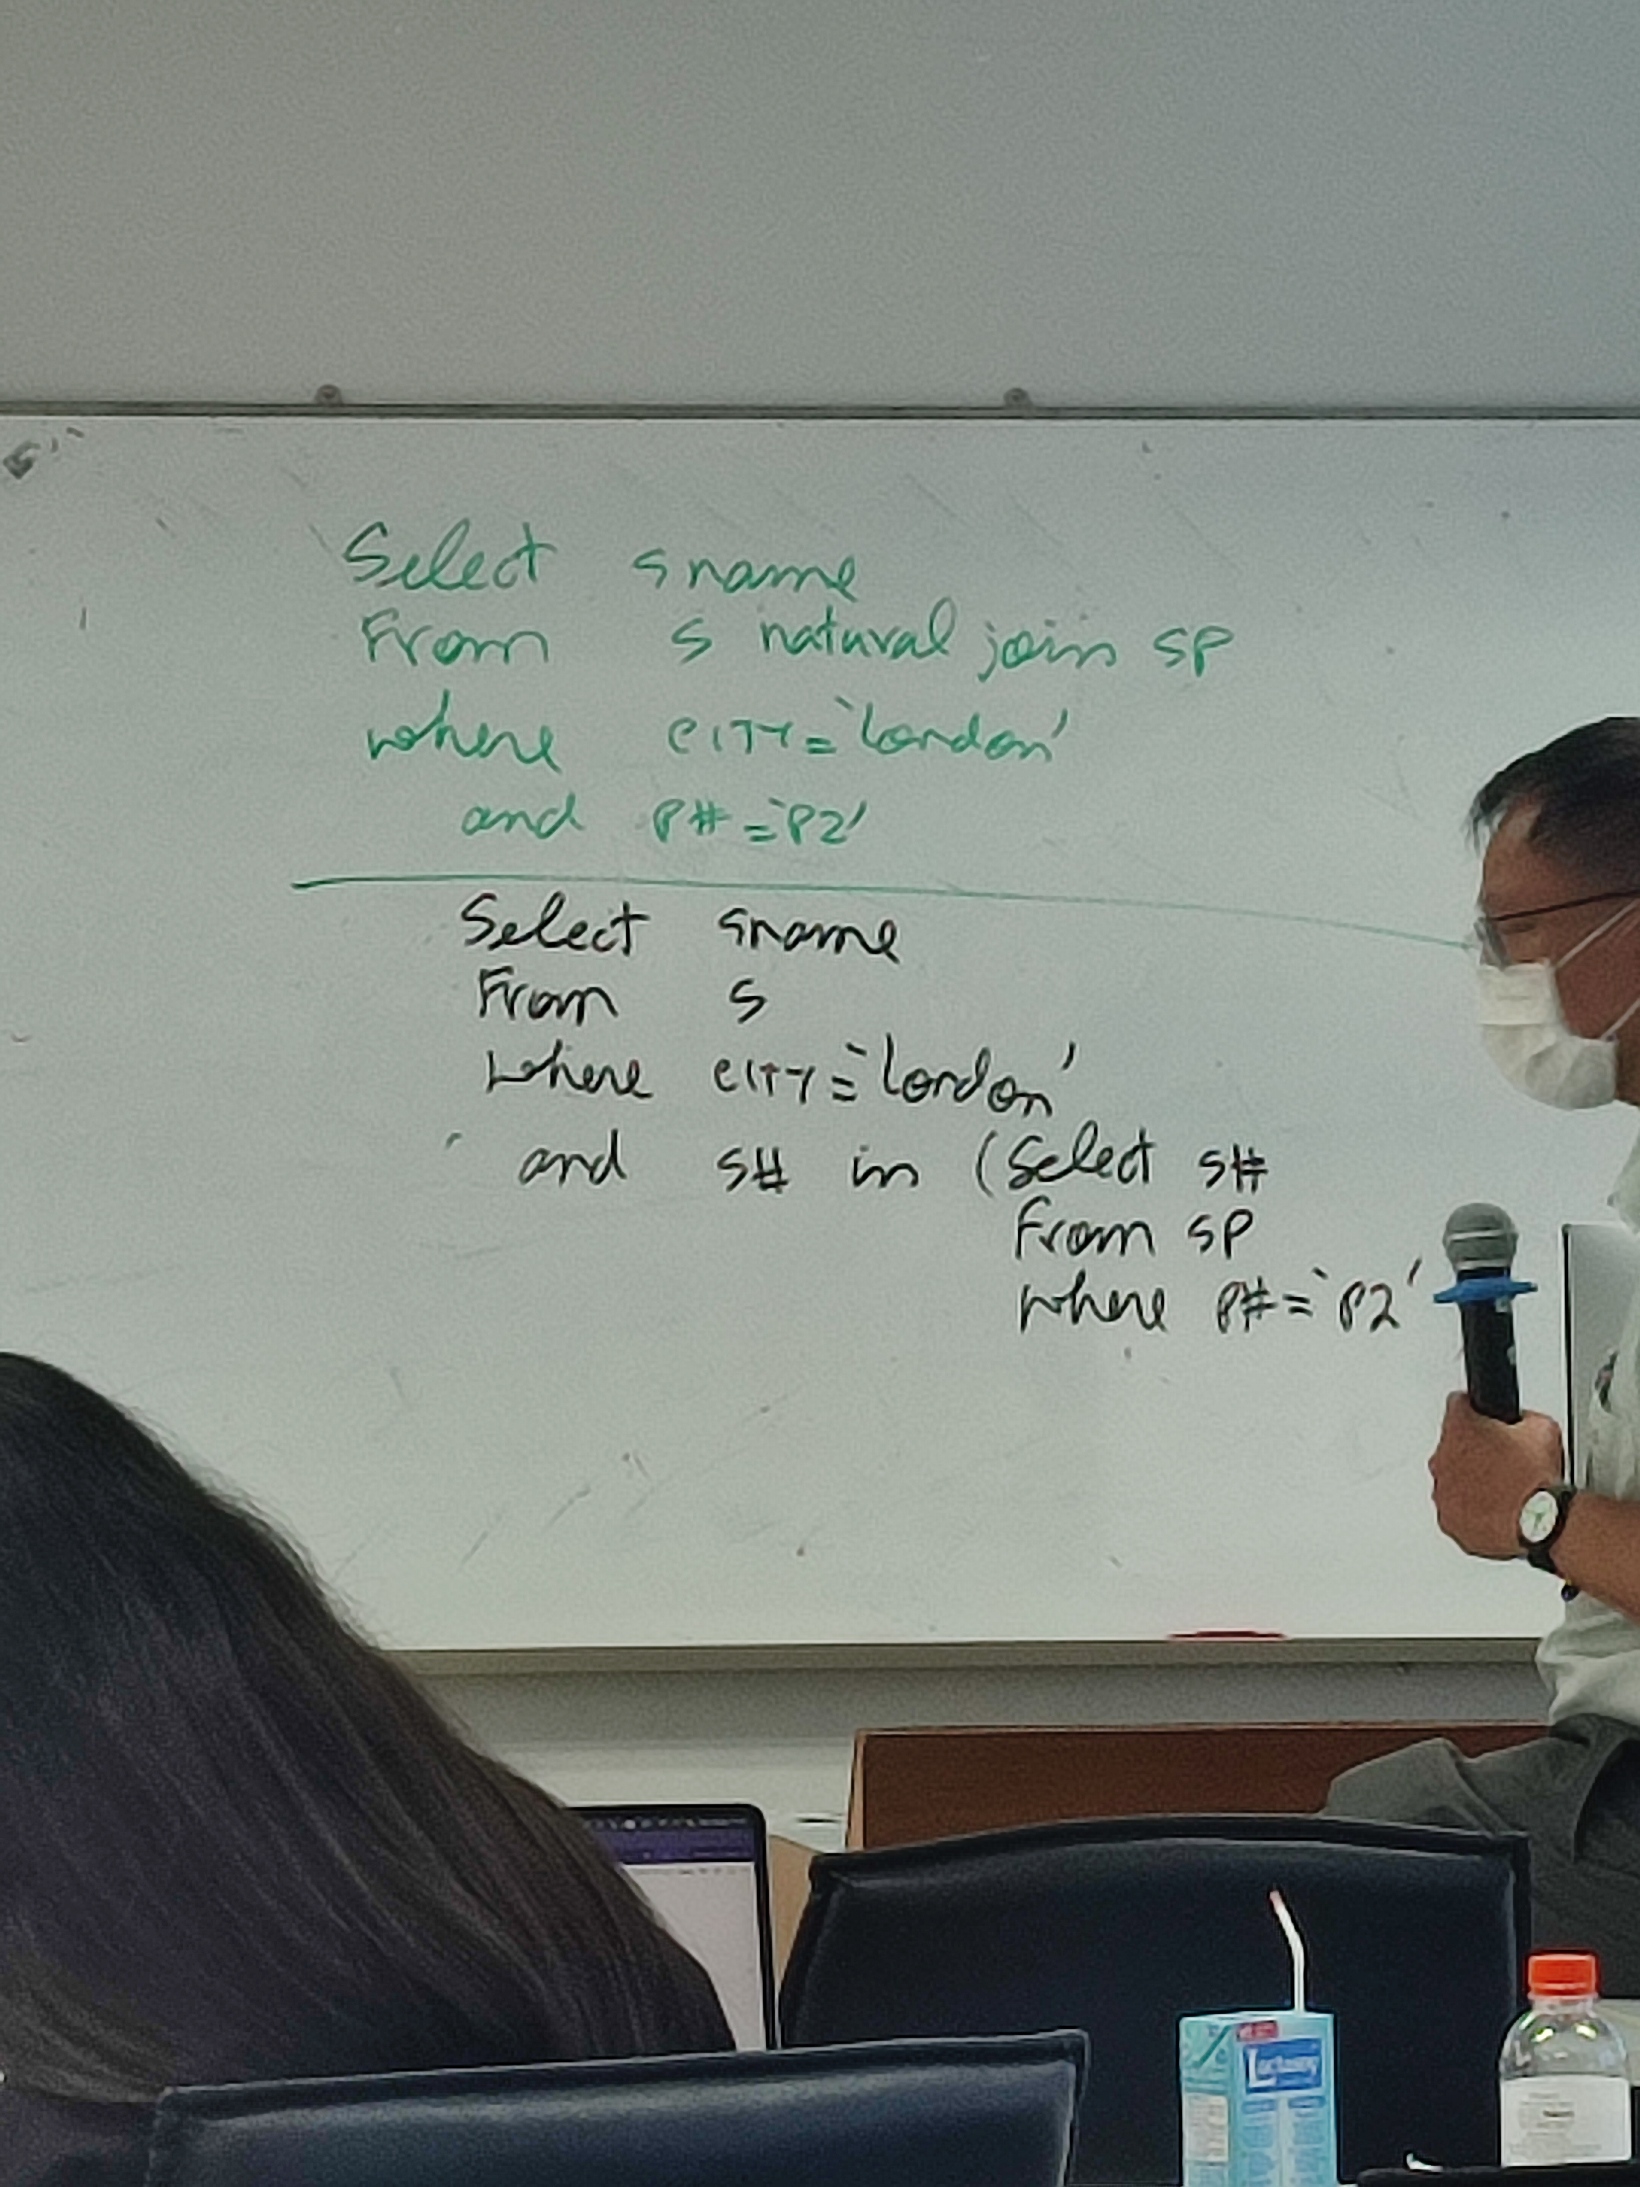 Select sname
From S natural join SP
where CITY=`London'
and P#=`P2'
Select sname
From S
where CITY=`London'
and S# in (Select S#
From SP
where P#=`P2'
Lactasoy